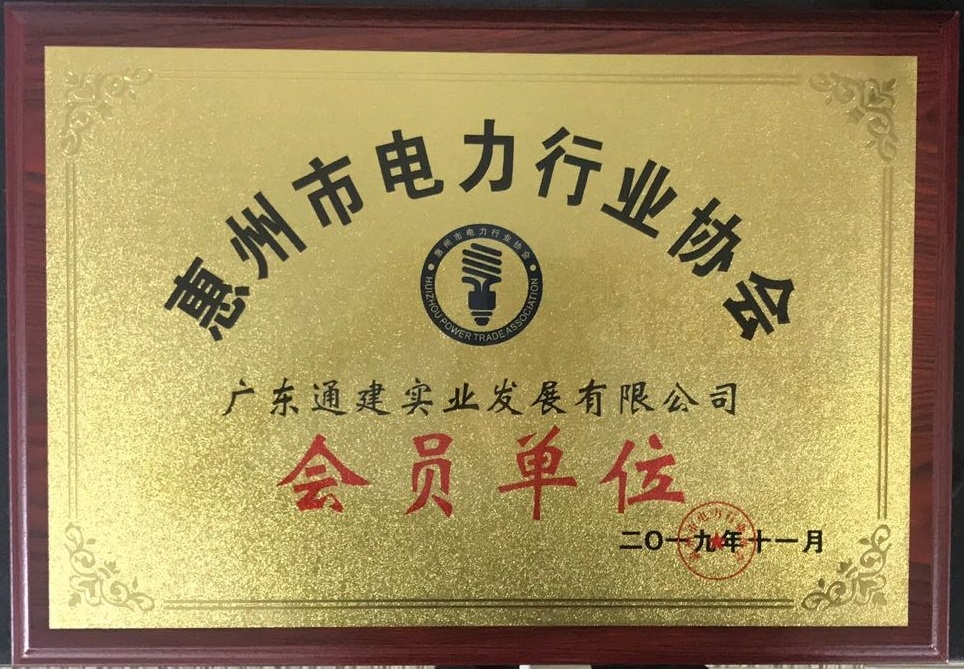 惠州市电力行业协会
惠州市电力行业协会
HUIZHOU POWER TRADE ASSOCIATION
广东通建实业发展有限公司
会员单位
二〇一九年十一月